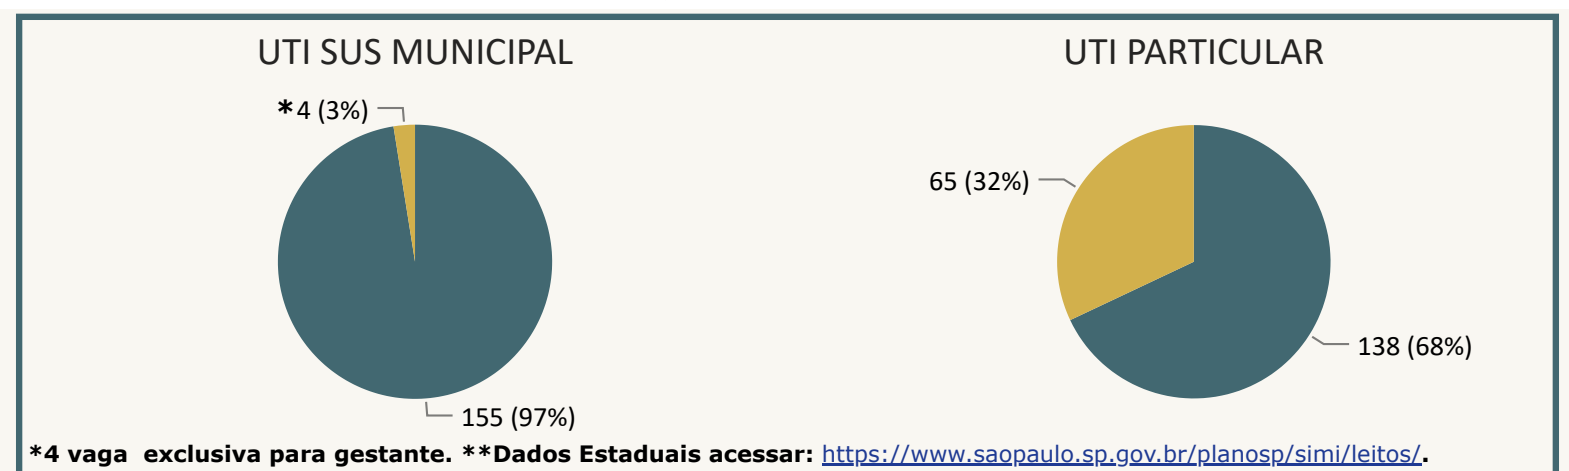 UTI SUS MUNICIPAL
*4 (3%)
155 (97%)
UTI PARTICULAR
65 (32%)
138 (68%)
*4 vaga  exclusiva para gestante. **Dados Estaduais acessar: https://www.saopaulo.sp.gov.br/planosp/simi/leitos/.